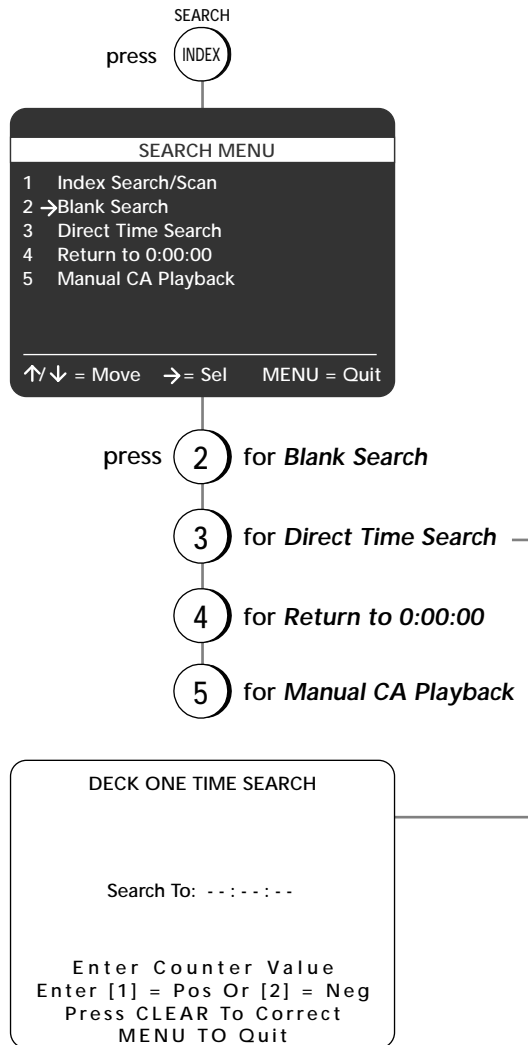 SEARCH
press INDEX
SEARCH MENU
1 Index Search/Scan
2 →Blank Search
3 Direct Time Search
4 Return to 0:00:00
5 Manual CA Playback
↑/↓ = Move →= Sel MENU = Quit
press 2 for Blank Search
3 for Direct Time Search
4 for Return to 0:00:00
5 for Manual CA Playback
DECK ONE TIME SEARCH
Search To: --:--:--
Enter Counter Value
Enter [1] = Pos Or [2] = Neg
Press CLEAR To Correct
MENU TO Quit